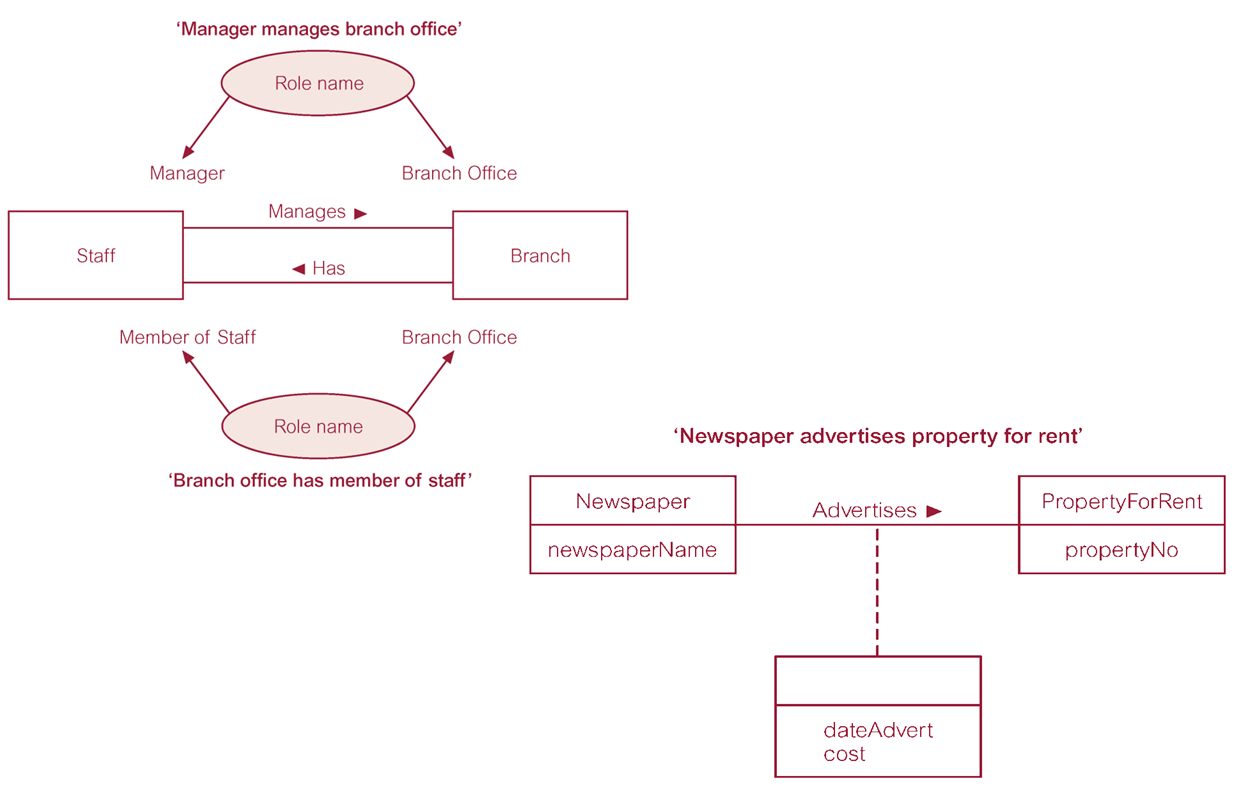 ‘Manager manages branch office’
Role name
Manager
Branch Office
Manages ►
Staff
Branch
◄ Has
Member of Staff
Branch Office
Role name
‘Branch office has member of staff’
‘Newspaper advertises property for rent’
Newspaper
Advertises ►
PropertyForRent
newspaperName
propertyNo
dateAdvert
cost